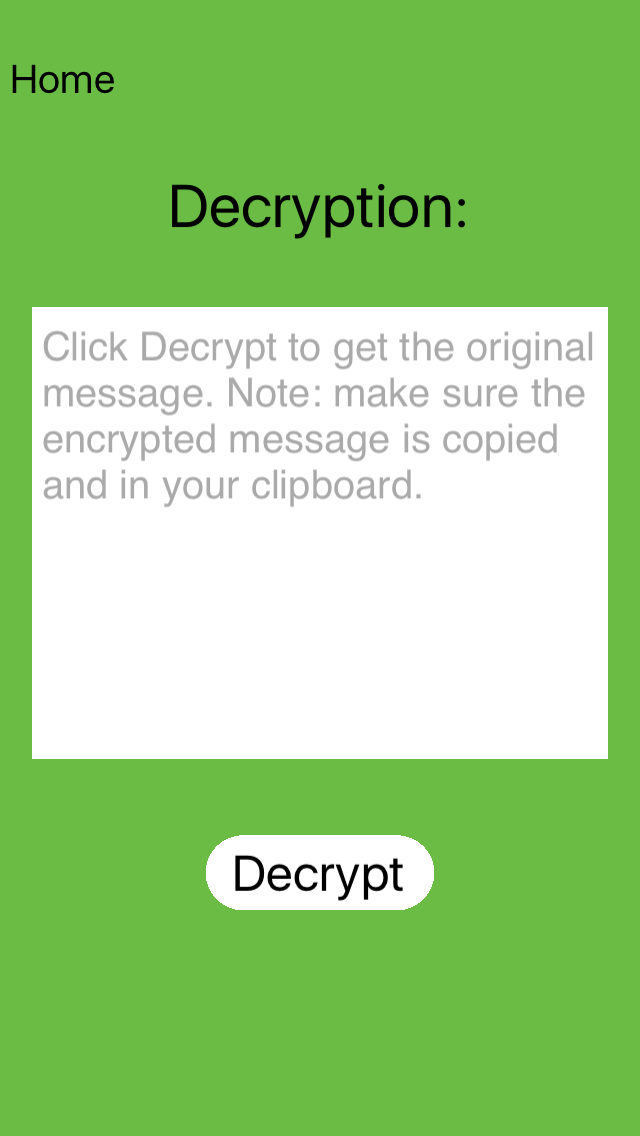 Home
Decryption:
Click Decrypt to get the original
message. Note: make sure the
encrypted message is copied
and in your clipboard.
Decrypt